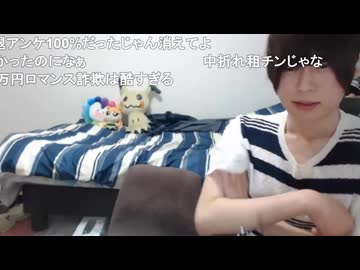 退アンケ100%だったじゃん消えてよ
かったのになぁ
中折れ租チンじゃな
万円ロマンス詐欺は酷すぎる